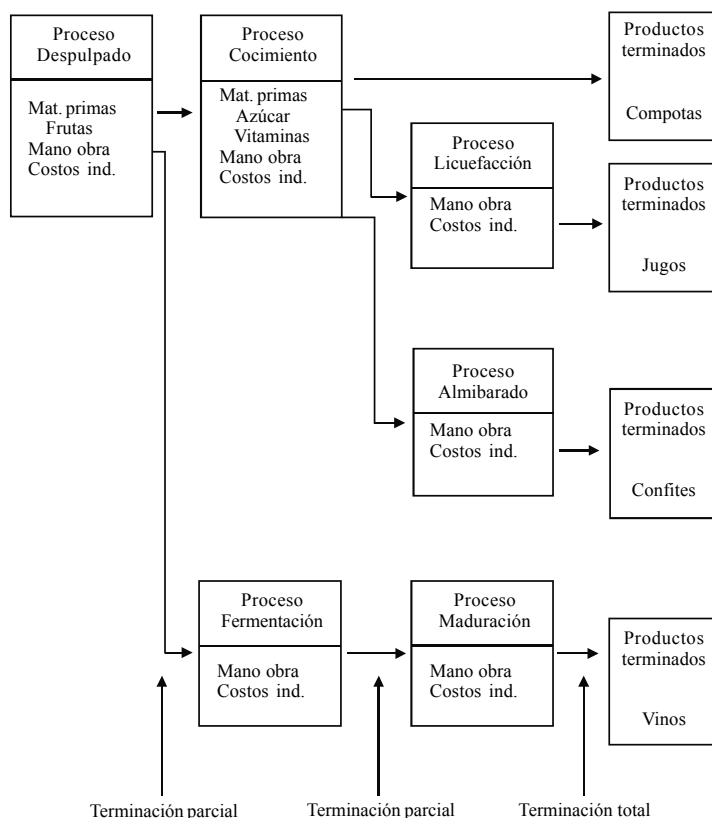 Proceso
Despulpado
Mat. primas
Frutas
Mano obra
Costos ind.
Proceso
Cocimiento
Mat. primas
Azúcar
Vitaminas
Mano obra
Costos ind.
Productos
terminados
Compotas
Proceso
Licuefacción
Mano obra
Costos ind.
Productos
terminados
Jugos
Proceso
Almibarado
Mano obra
Costos ind.
Productos
terminados
Confites
Proceso
Fermentación
Mano obra
Costos ind.
Proceso
Maduración
Mano obra
Costos ind.
Productos
terminados
Vinos
Terminación parcial
Terminación parcial
Terminación total